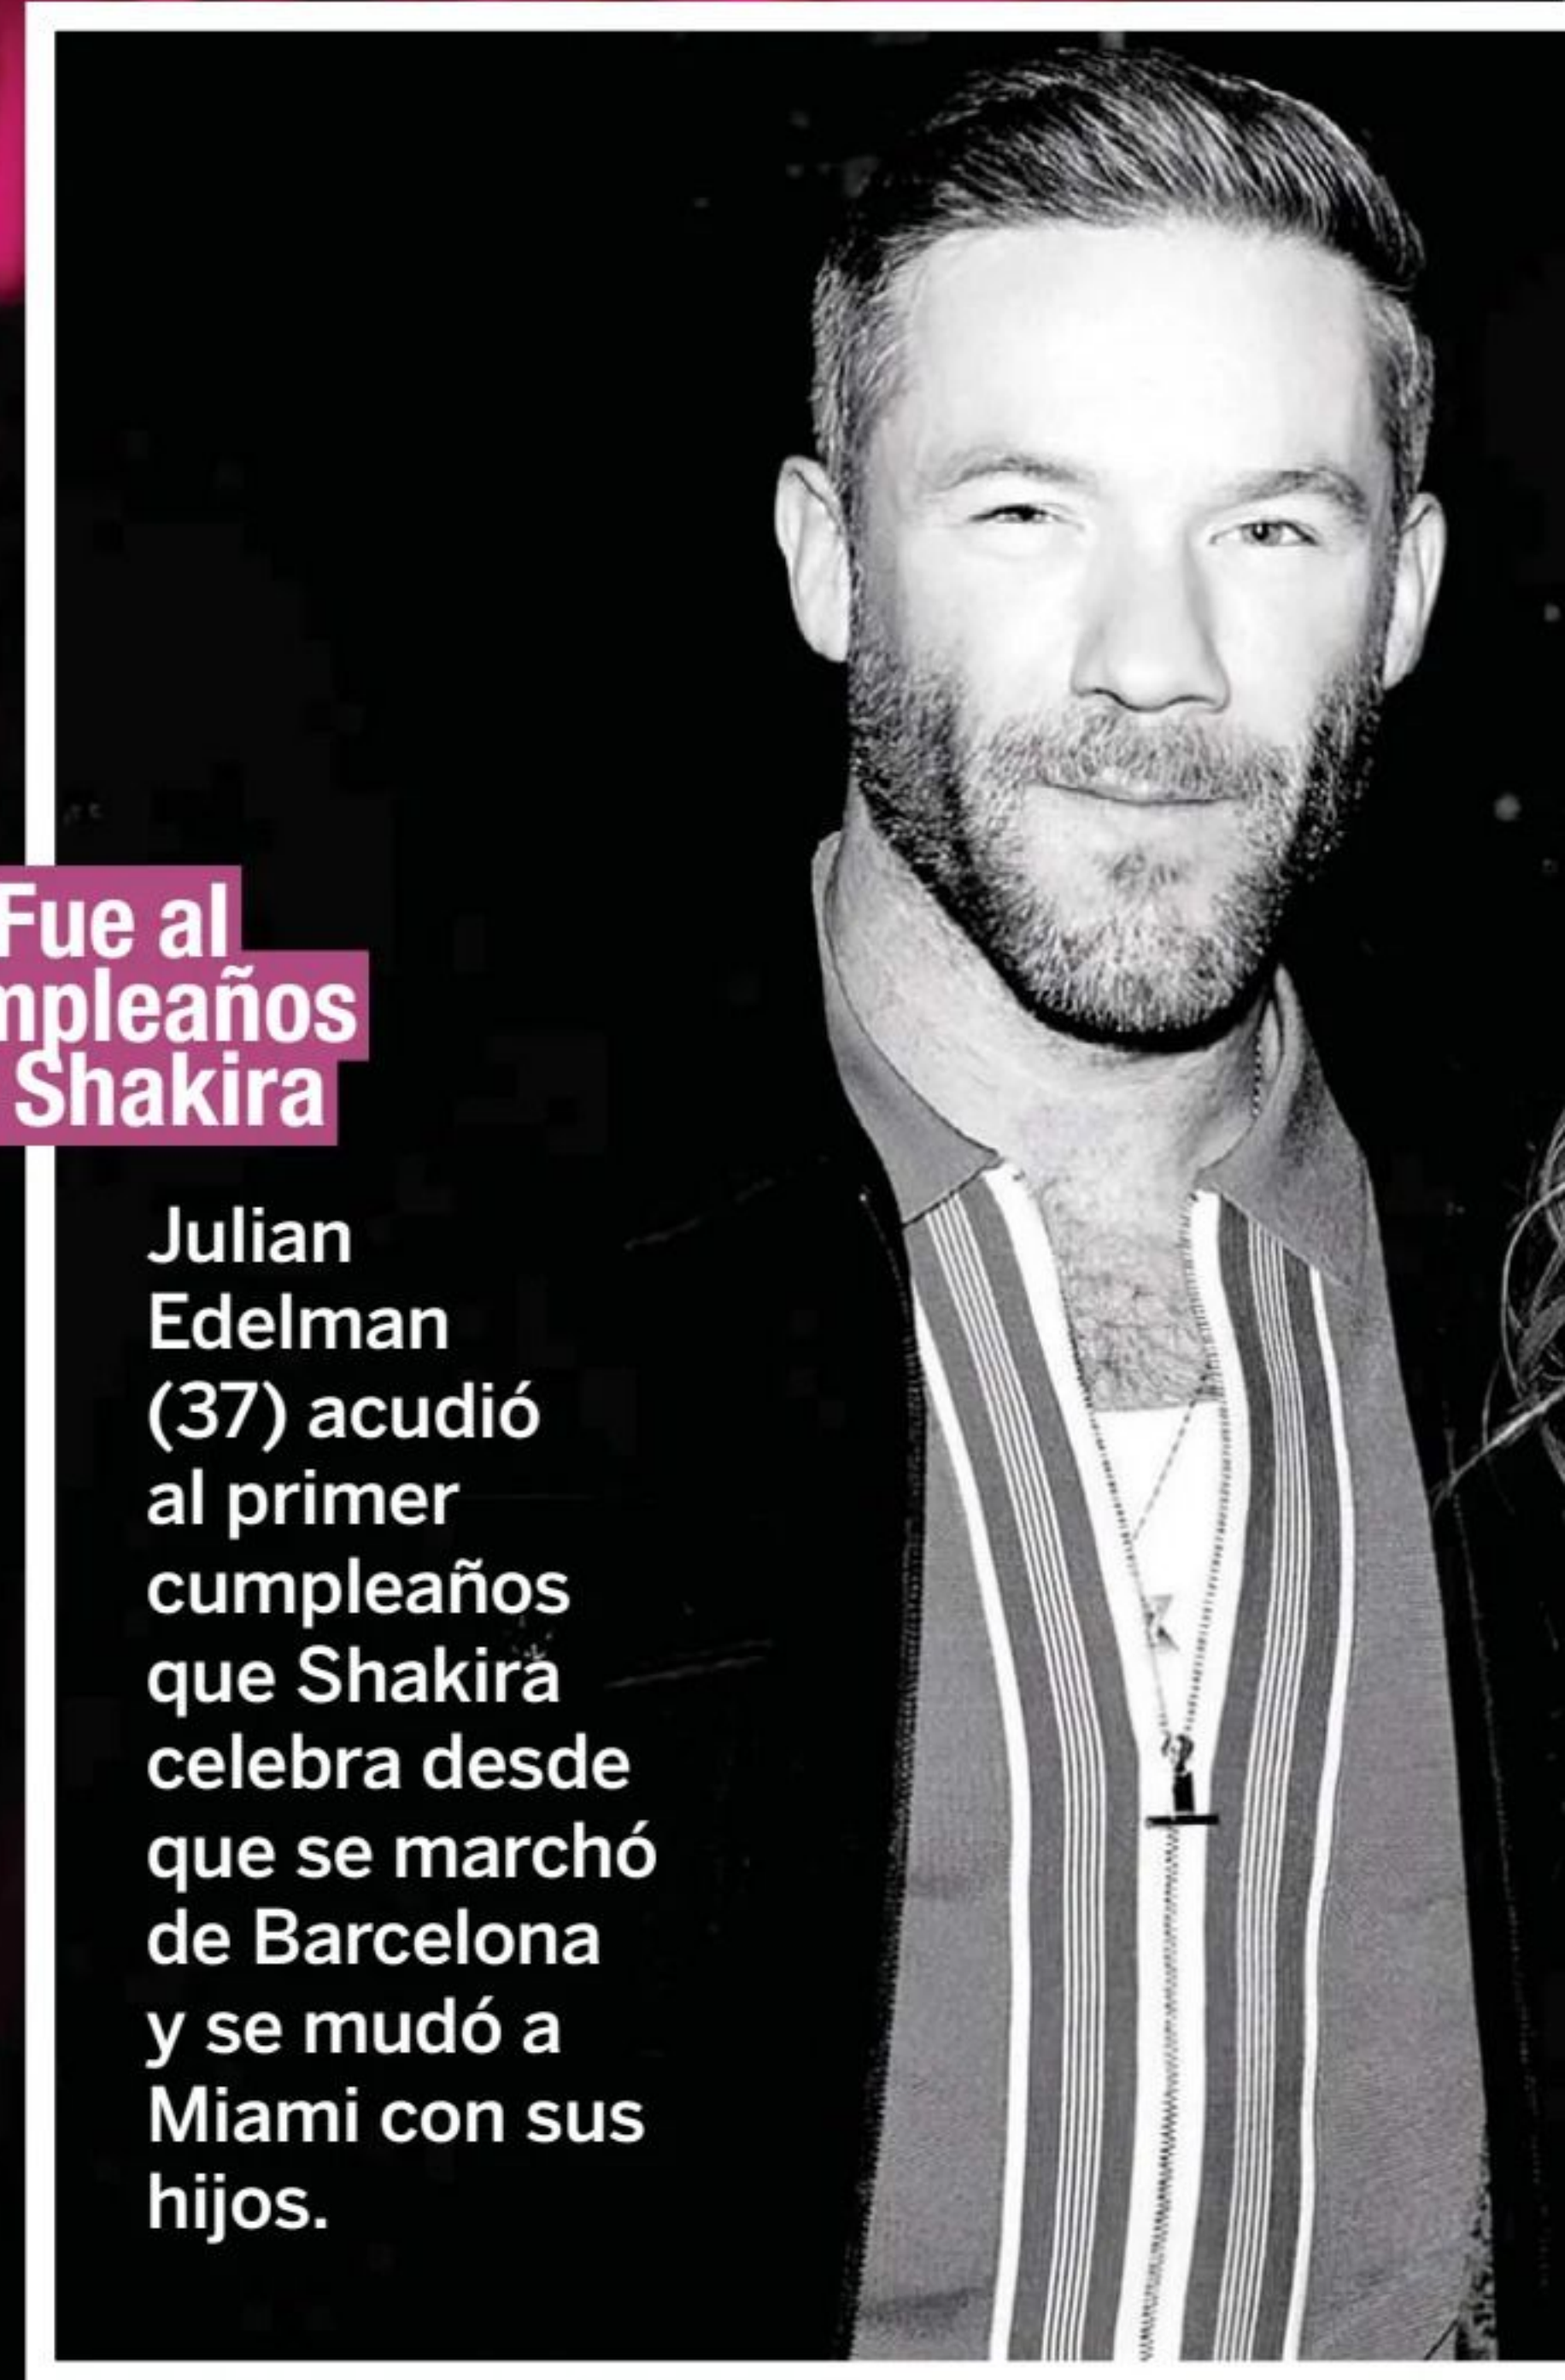 Fue al
mpleaños
Shakira
Julian
Edelman
(37) acudió
al primer
cumpleaños
que Shakira
celebra desde
que se marchó
de Barcelona
y se mudó a
Miami con sus
hijos.